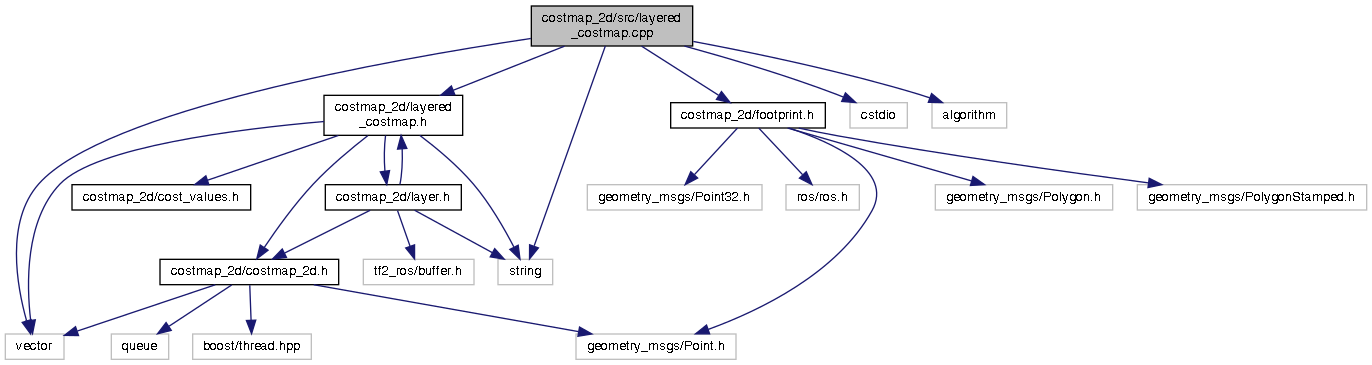 costmap_2d/src/layered
_costmap.cpp
costmap_2d/layered
_costmap.h
costmap_2d/footprint.h
cstdio
algorithm
costmap_2d/cost_values.h
costmap_2d/layer.h
geometry_msgs/Point32.h
ros/ros.h
geometry_msgs/Polygon.h
geometry_msgs/PolygonStamped.h
costmap_2d/costmap_2d.h
tf2_ros/buffer.h
string
vector
queue
boost/thread.hpp
geometry_msgs/Point.h